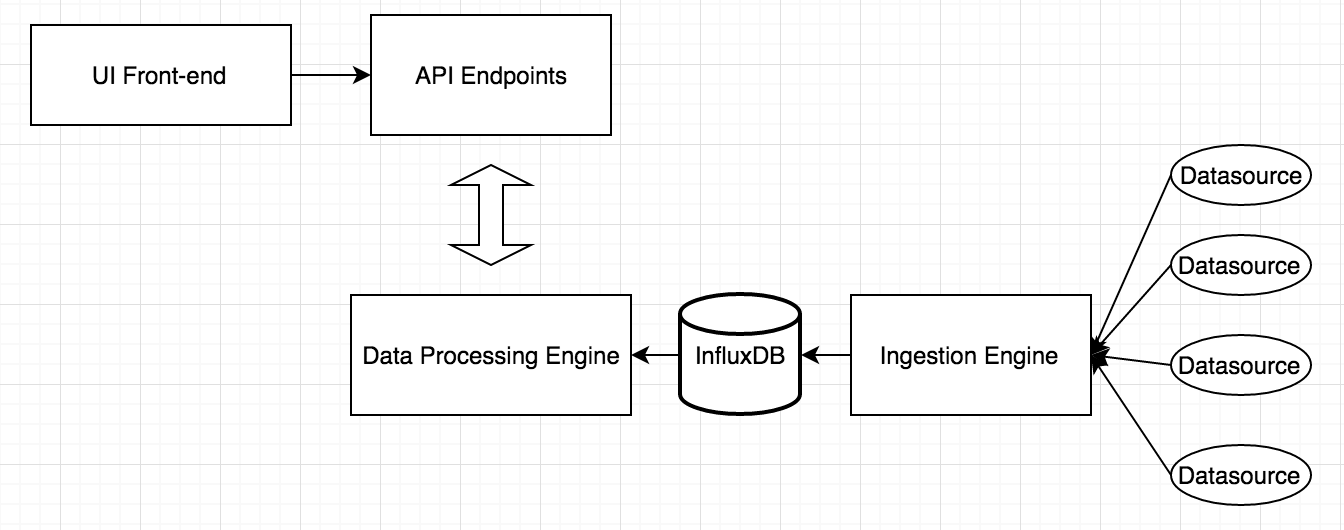 UI Front-end
API Endpoints
Datasource
Datasource
Data Processing Engine
InfluxDB
Ingestion Engine
Datasource
Datasource